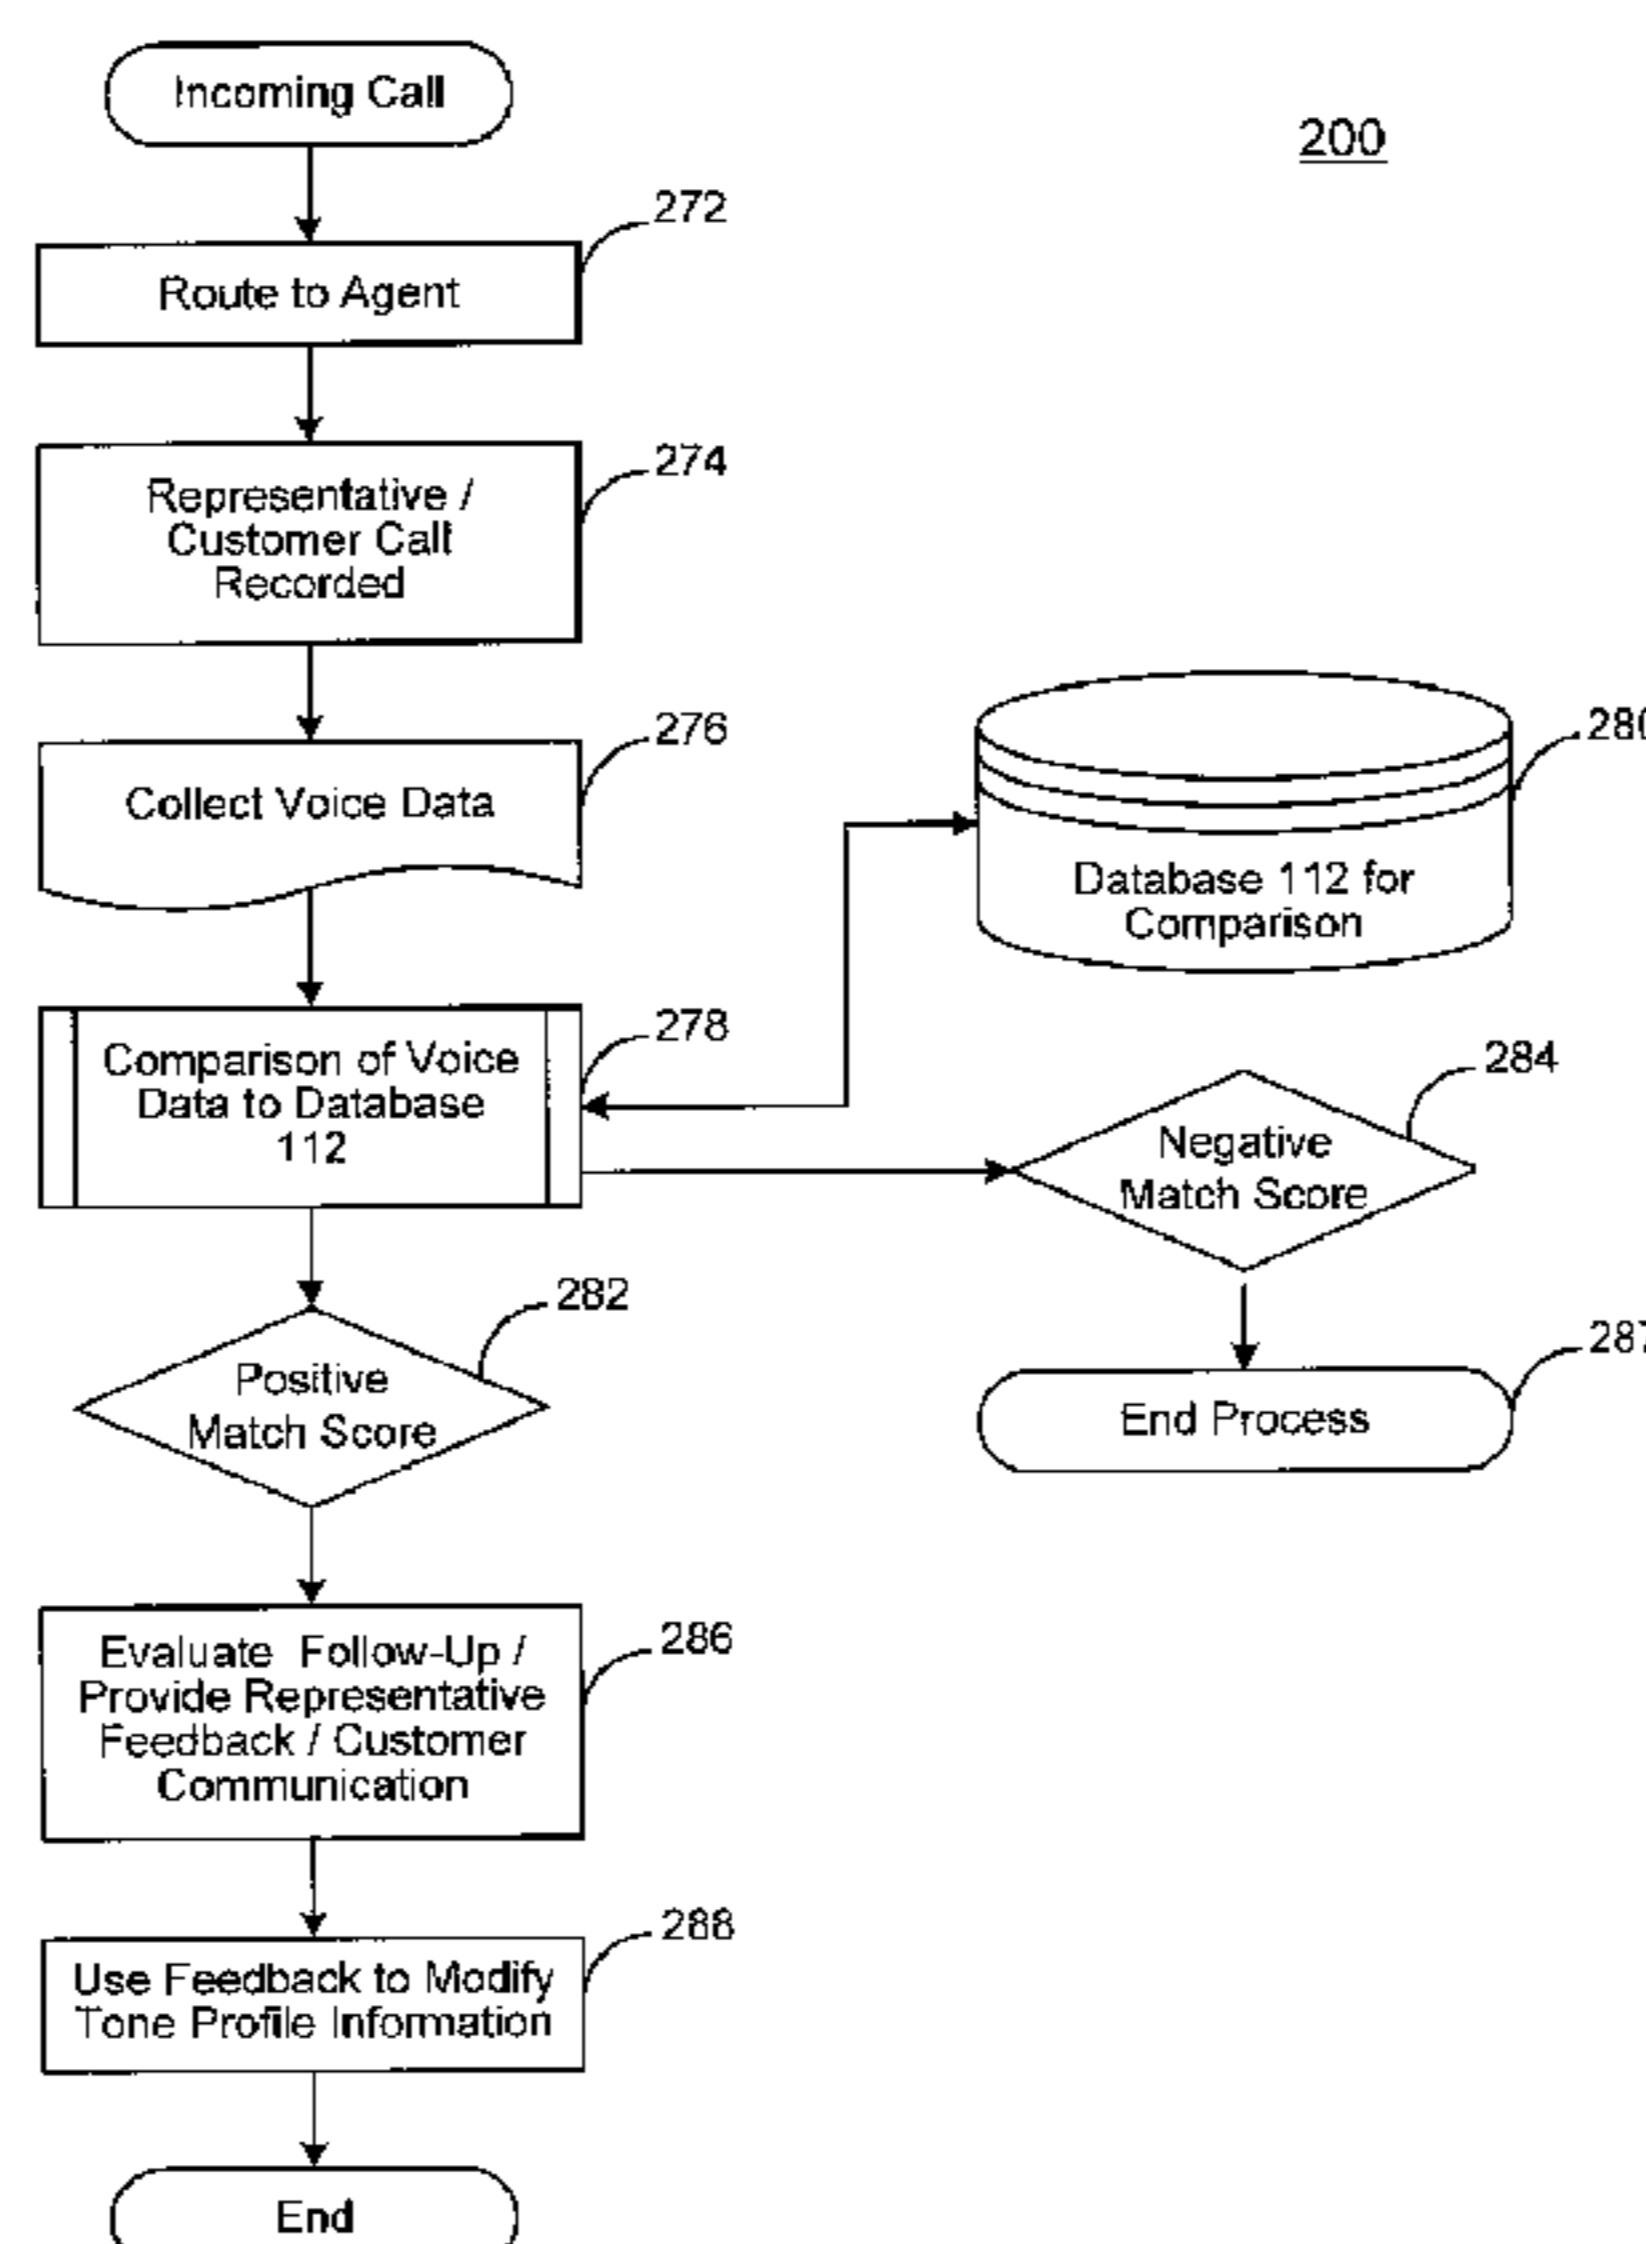 Incoming Call
200
272
Route to Agent
274
Representative /
Customer Call
Recorded
276
Collect Voice Data
280
Database 112 for
Comparison
278
Comparison of Voice
Data to Database
112
284
Negative
Match Score
282
Positive
Match Score
287
End Process
286
Evaluate Follow-Up /
Provide Representative
Feedback / Customer
Communication
288
Use Feedback to Modify
Tone Profile Information
End